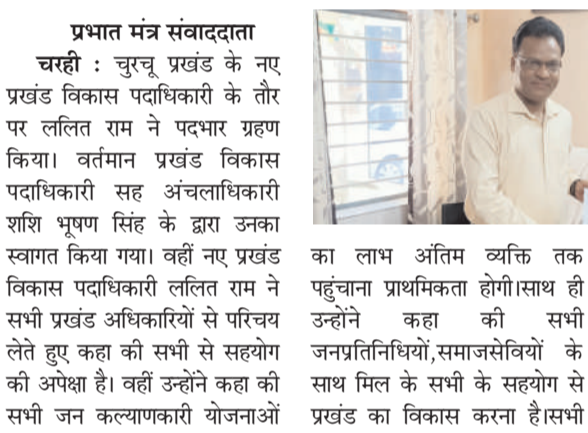 प्रभात मंत्र संवाददाता
चरही : चुरचू प्रखंड के नए
प्रखंड विकास पदाधिकारी के तौर
पर ललित राम ने पदभार ग्रहण
किया। वर्तमान प्रखंड विकास
पदाधिकारी सह अंचलाधिकारी
शशि भूषण सिंह के द्वारा उनका
स्वागत किया गया। वहीं नए प्रखंड
विकास पदाधिकारी ललित राम ने
सभी प्रखंड अधिकारियों से परिचय
लेते हुए कहा की सभी से सहयोग
की अपेक्षा है। वहीं उन्होंने कहा की
सभी जन कल्याणकारी योजनाओं
का लाभ अंतिम व्यक्ति तक
पहुंचाना प्राथमिकता होगी।साथ ही
उन्होंने कहा की सभी
जनप्रतिनिधियों,समाजसेवियों के
साथ मिल के सभी के सहयोग से
प्रखंड का विकास करना है।सभी